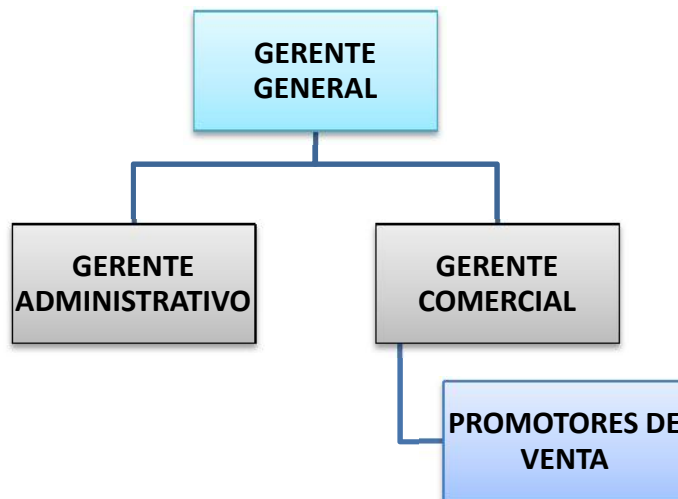 GERENTE
GENERAL
GERENTE
ADMINISTRATIVO
GERENTE
COMERCIAL
PROMOTORES DE
VENTA